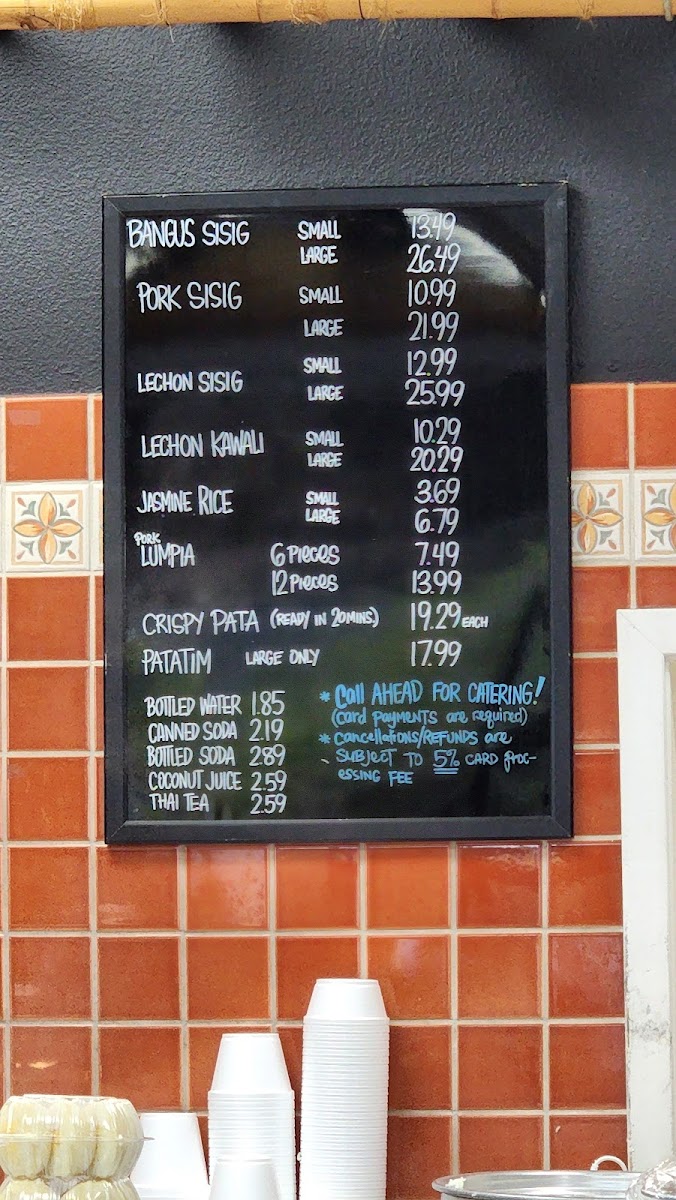 BANGUS SISIG SMALL 13.49
LARGE 26.49
PORK SISIG SMALL 10.99
LARGE 21.99
SMALL 12.99
LECHON SISIG
LARGE 25.99
SMALL 10.29
LECHON KAWALI
LARGE 20.29
JASMINE RICE SMALL 3.69
LARGE 6.79
PORK
LUMPIA 6 PIECES 7.49
12 PIECES 13.99
CRISPY PATA (READY IN 20MINS.) 19.29 EACH
PATATIM LARGE ONLY 17.99
BOTTLED WATER 1.85
CANNED SODA 2.19
BOTTLED SODA 2.89
COCONUT JUICE 2.59
THAI TEA 2.59
* Call AHEAD FOR CATERING!
(card payments are required)
* cancellations/REFUNDS are
SUBJECT TO 5% CARD proc-
essing FEE